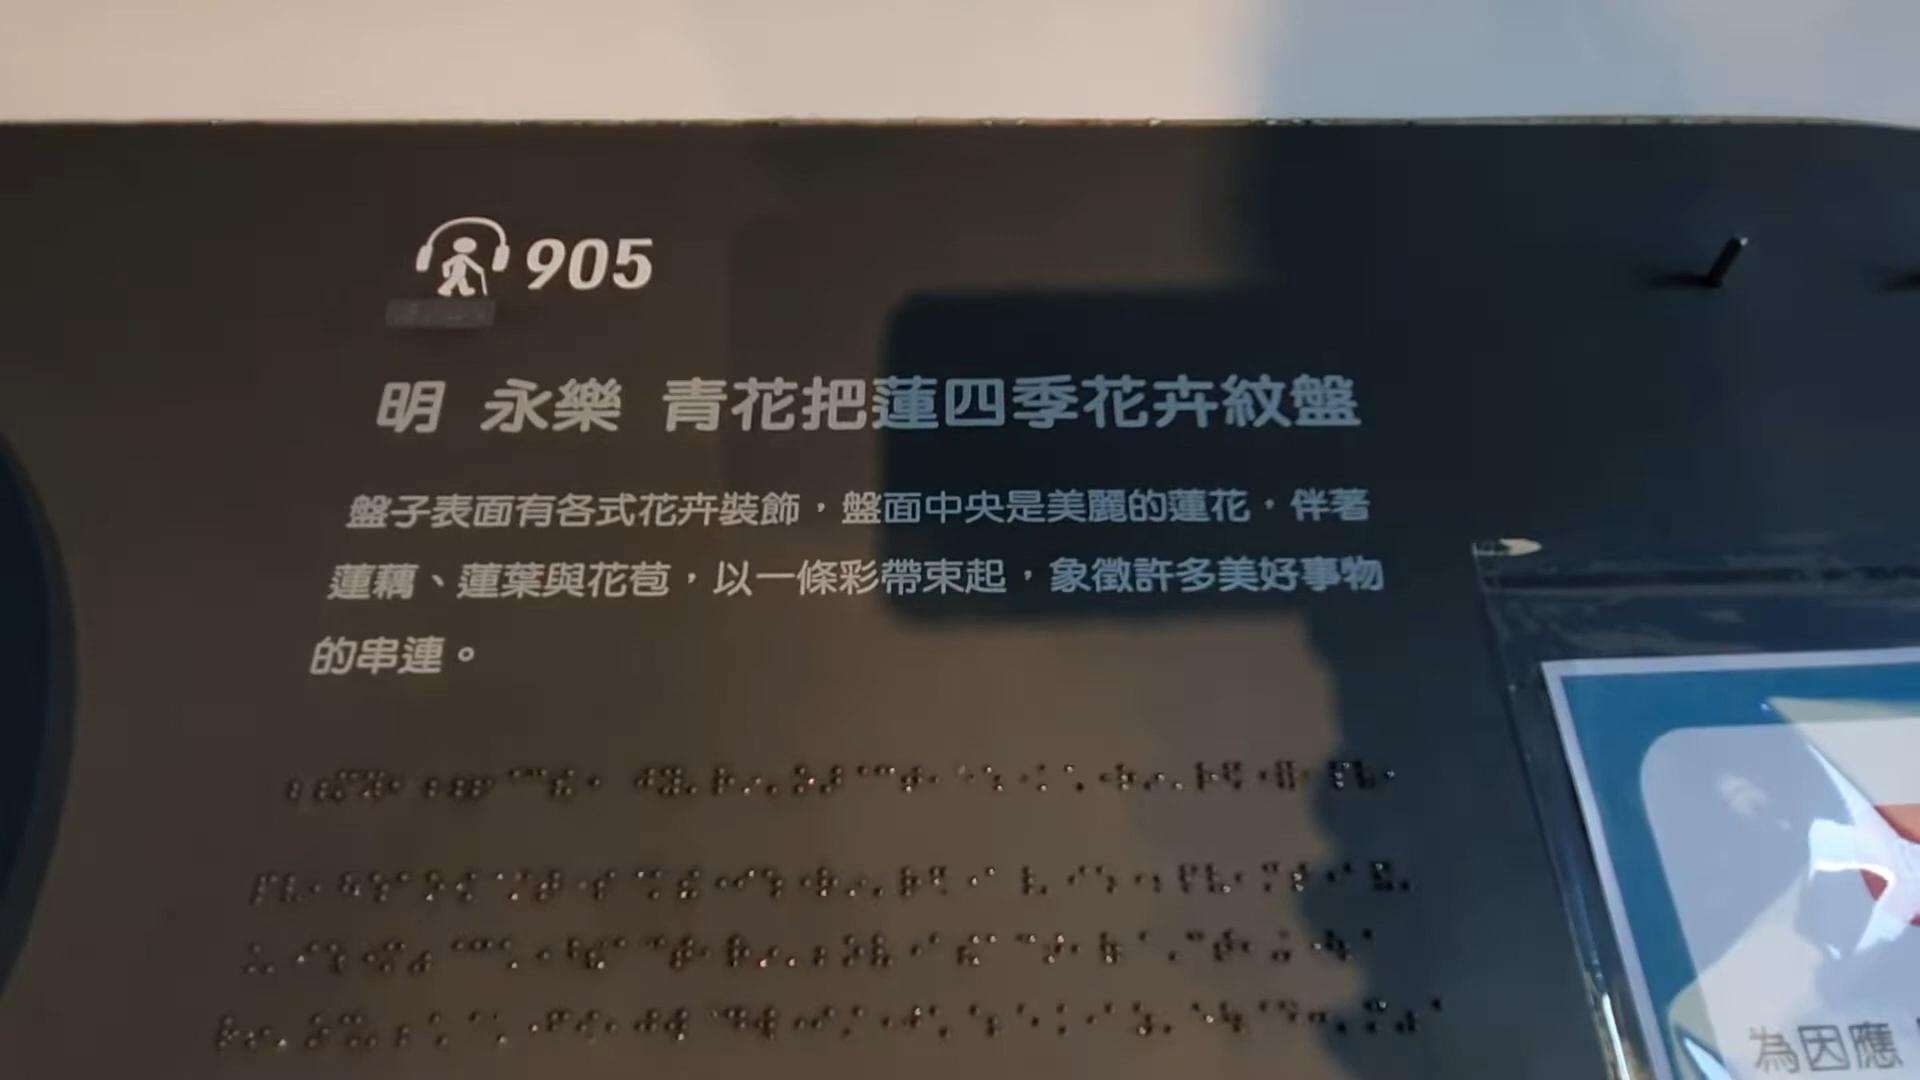 905
明 永樂 青花把蓮四季花卉紋盤
盤子表面有各式花卉裝飾，盤面中央是美麗的蓮花，伴著
蓮藕、蓮葉與花苞，以一條彩帶束起，象徵許多美好事物
的串連。
為因應